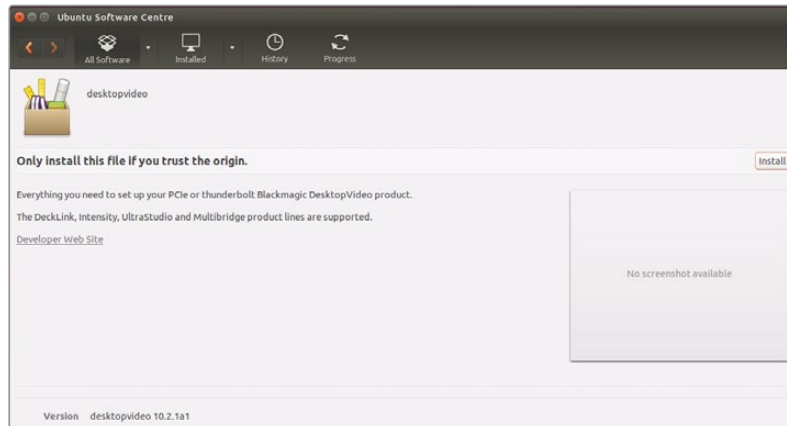 Ubuntu Software Centre
All Software
Installed
History
Progress
desktopvideo
Only install this file if you trust the origin.
Install
Everything you need to set up your PCIe or thunderbolt Blackmagic DesktopVideo product.
The DeckLink, Intensity, UltraStudio and Multibridge product lines are supported.
Developer Web Site
No screenshot available
Version desktopvideo 10.2.1a1